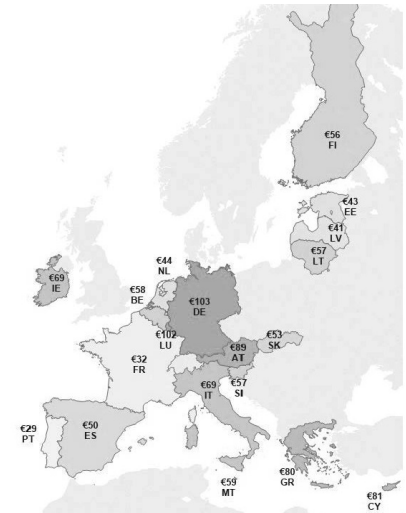 €56
FI
€43
EE
€41
LV
€57
LT
€69
IE
€44
NL
€58
BE
€103
DE
€102
LU
€53
SK
€89
AT
€32
FR
€69
IT
€57
SI
€29
PT
€50
ES
€59
MT
€80
GR
€81
CY